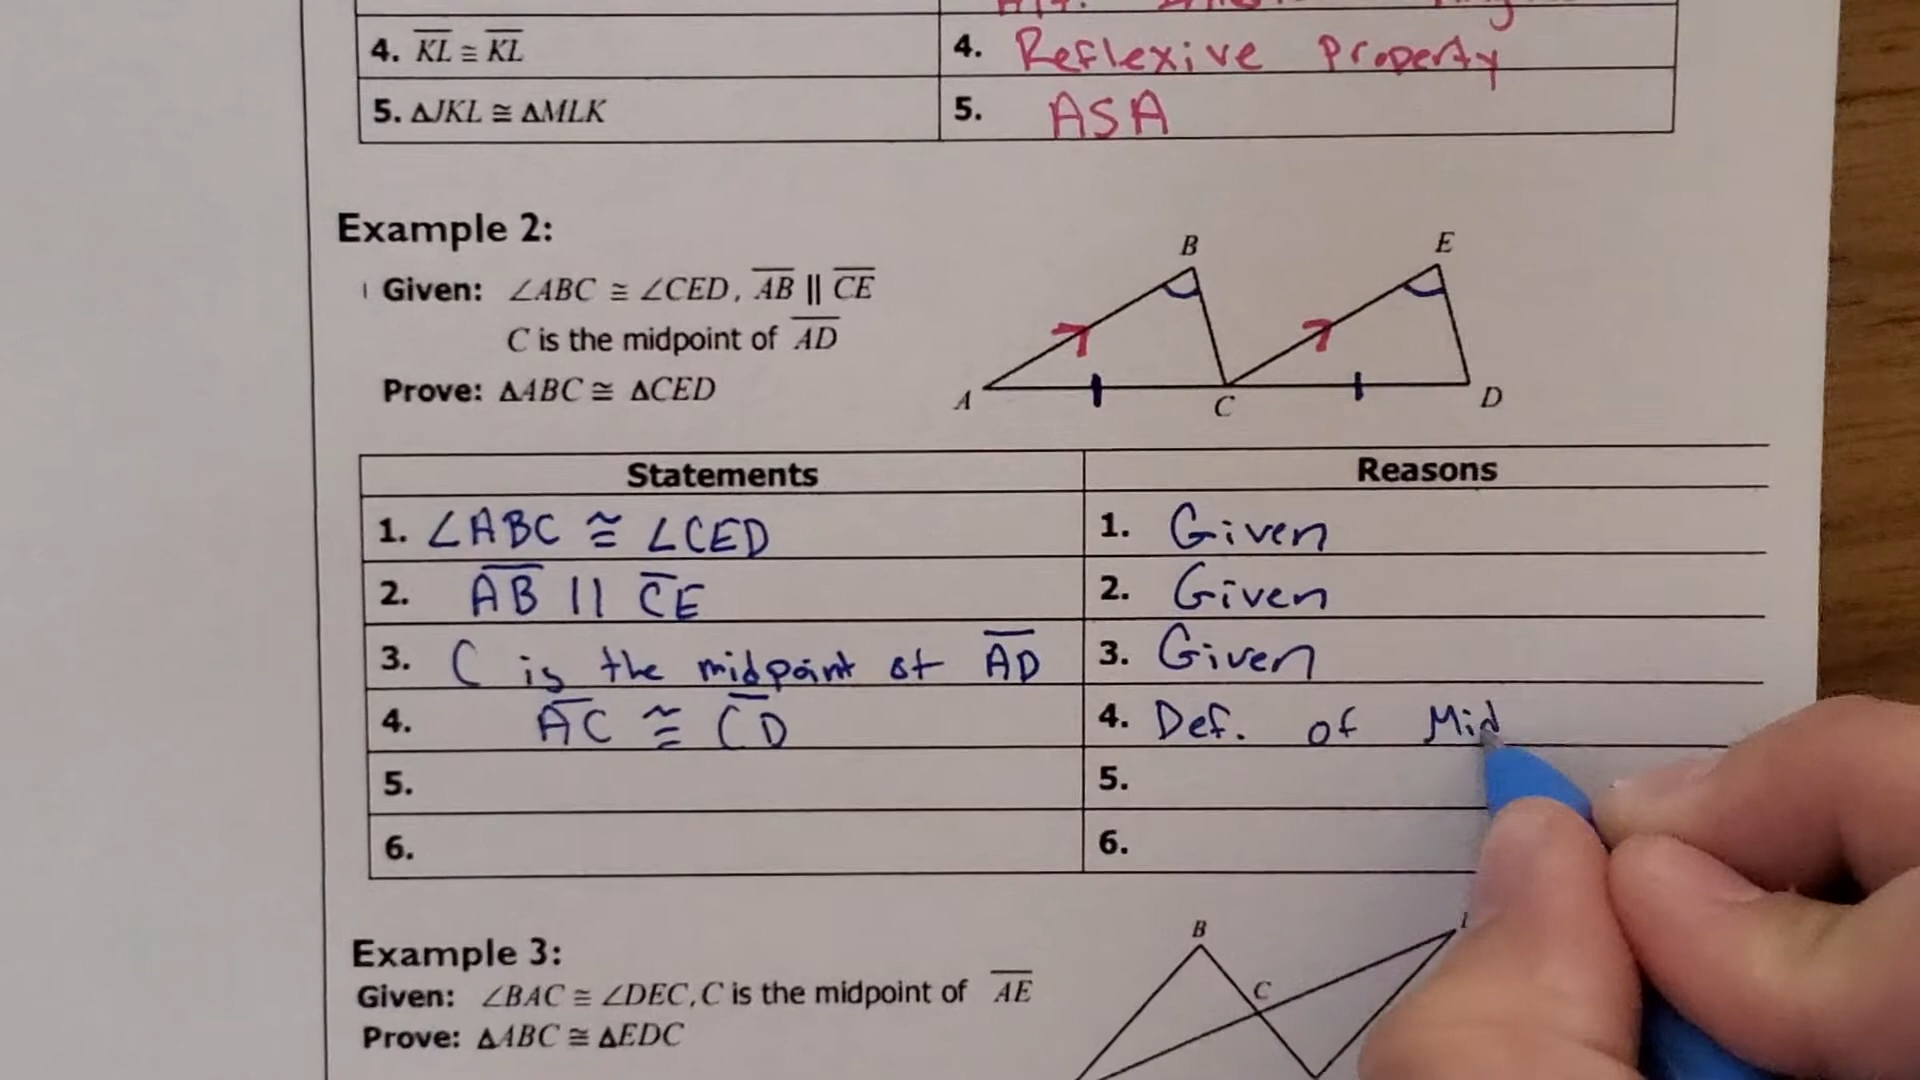 4. KL ≅ KL 4. Reflexive Property
5. ΔJKL ≅ ΔMLK 5. ASA
Example 2:
Given: ∠ABC ≅ ∠CED, AB || CE
C is the midpoint of AD
Prove: ΔABC ≅ ΔCED
B E
A C D
Statements Reasons
1. ∠ABC ≅ ∠CED 1. Given
2. AB || CE 2. Given
3. C is the midpoint of AD 3. Given
4. AC ≅ CD 4. Def. of Mid
5. 5.
6. 6.
Example 3:
Given: ∠BAC ≅ ∠DEC, C is the midpoint of AE
Prove: ΔABC ≅ ΔEDC
B
C